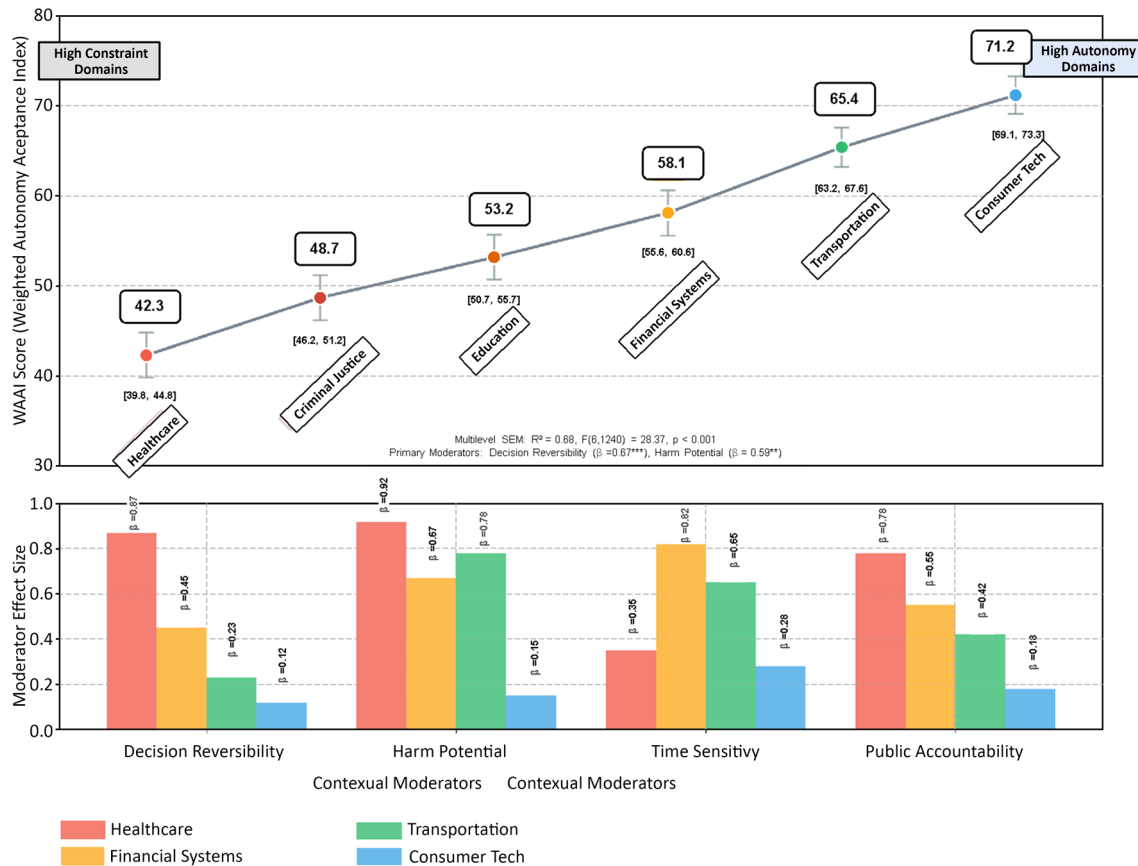 WAAI Score (Weighted Autonomy Aceptance Index)
80
70
60
50
40
30
High Constraint
Domains
High Autonomy
Domains
42.3
[39.8, 44.8]
Healthcare
48.7
[46.2, 51.2]
Criminal Justice
53.2
[50.7, 55.7]
Education
58.1
[55.6, 60.6]
Financial Systems
65.4
[63.2, 67.6]
Transportation
71.2
[69.1, 73.3]
Consumer Tech
Multilevel SEM: R² = 0.68, F(6,1240) = 28.37, p < 0.001
Primary Moderators: Decision Reversibility (β =0.67***), Harm Potential (β = 0.59**)
Moderator Effect Size
1.0
0.8
0.6
0.4
0.2
0.0
β =0.87
β =0.45
β =0.23
β =0.12
β =0.92
β =0.67
β =0.78
β =0.15
β =0.35
β =0.82
β =0.65
β =0.28
β =0.78
β =0.55
β =0.42
β =0.18
Decision Reversibility
Harm Potential
Time Sensitivy
Public Accountability
Contexual Moderators Contexual Moderators
Healthcare
Financial Systems
Transportation
Consumer Tech